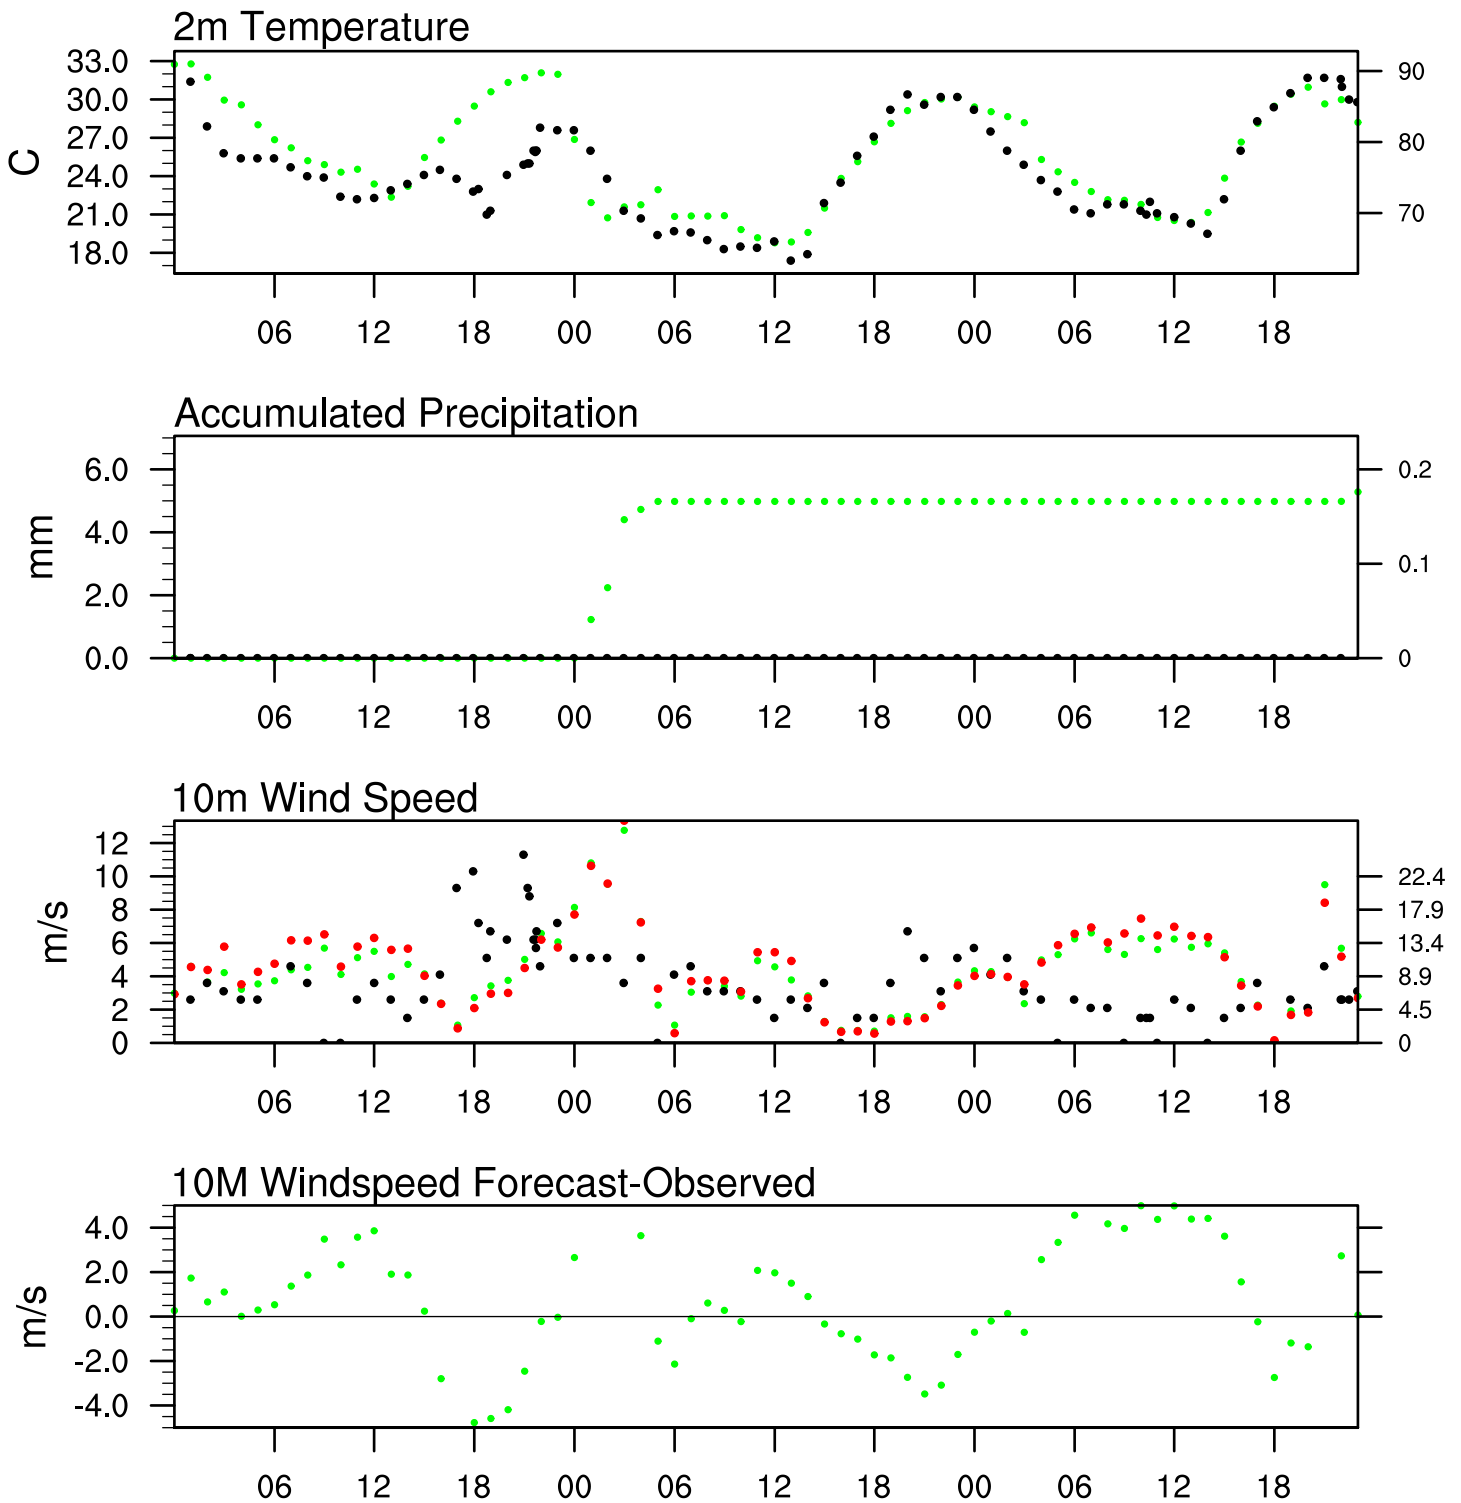 2m Temperature
33.0
30.0
27.0
24.0
21.0
18.0
C
90
80
70
06 12 18 00 06 12 18 00 06 12 18
Accumulated Precipitation
6.0
4.0
2.0
0.0
mm
0.2
0.1
0
06 12 18 00 06 12 18 00 06 12 18
10m Wind Speed
12
10
8
6
4
2
0
m/s
22.4
17.9
13.4
8.9
4.5
0
06 12 18 00 06 12 18 00 06 12 18
10M Windspeed Forecast-Observed
4.0
2.0
0.0
-2.0
-4.0
m/s
06 12 18 00 06 12 18 00 06 12 18